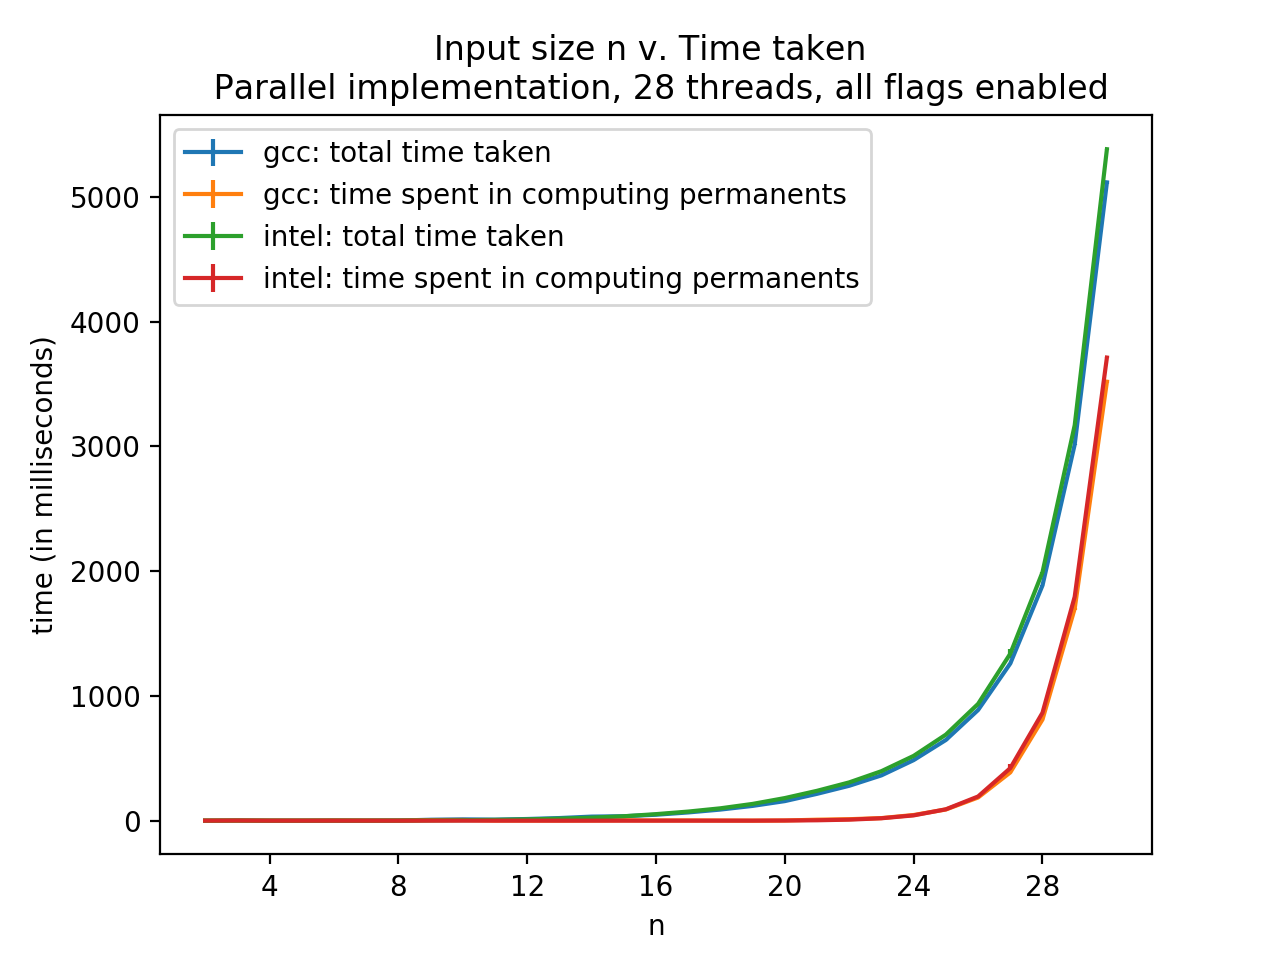 Input size n v. Time taken
Parallel implementation, 28 threads, all flags enabled
gcc: total time taken
gcc: time spent in computing permanents
intel: total time taken
intel: time spent in computing permanents
time (in milliseconds)
5000
4000
3000
2000
1000
0
4 8 12 16 20 24 28
n